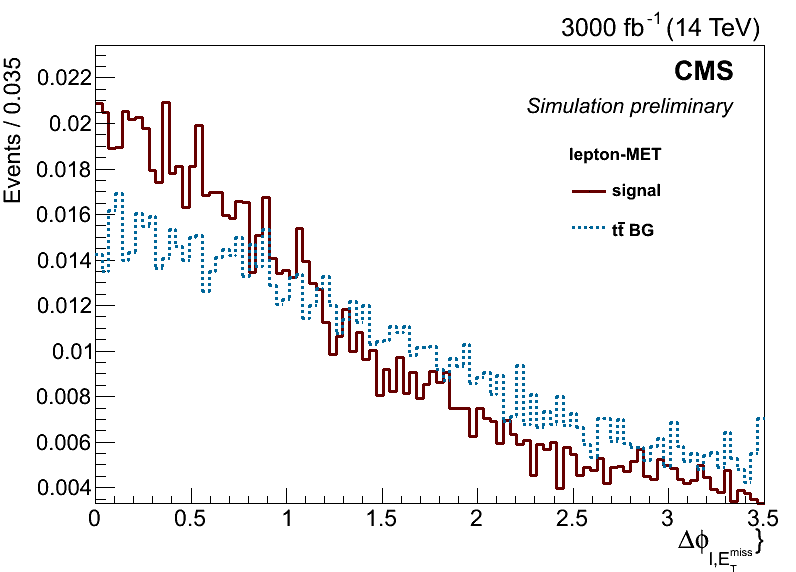 3000 fb⁻¹ (14 TeV)
CMS
Simulation preliminary
lepton-MET
signal
tt̄ BG
Events / 0.035
0.022
0.02
0.018
0.016
0.014
0.012
0.01
0.008
0.006
0.004
0 0.5 1 1.5 2 2.5 3 3.5
Δϕ_{l,E_T^{miss}}}